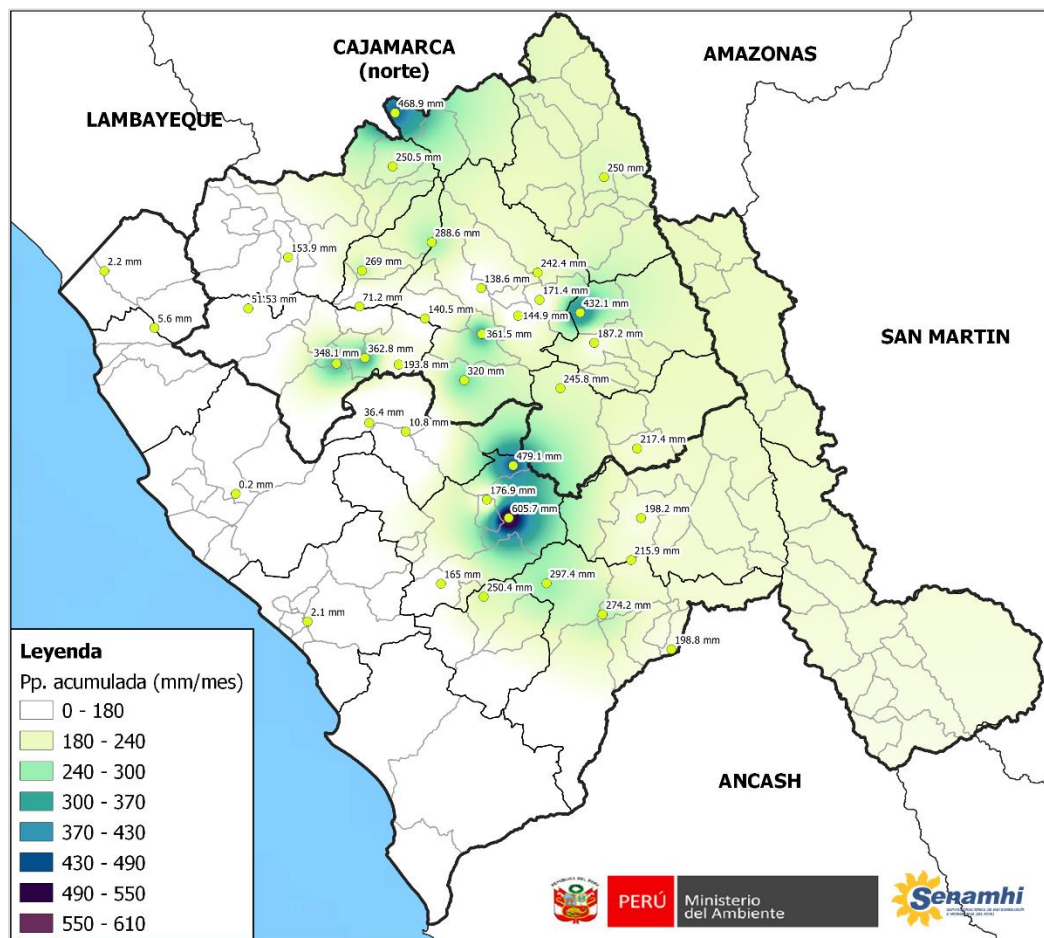 CAJAMARCA
(norte)
AMAZONAS
LAMBAYEQUE
468.9 mm
250.5 mm
250 mm
288.6 mm
153.9 mm
2.2 mm
269 mm
242.4 mm
138.6 mm
171.4 mm
51.53 mm
71.2 mm
432.1 mm
140.5 mm
144.9 mm
5.6 mm
361.5 mm
187.2 mm
SAN MARTIN
348.1 mm
362.8 mm
193.8 mm
320 mm
245.8 mm
36.4 mm
10.8 mm
217.4 mm
479.1 mm
0.2 mm
176.9 mm
605.7 mm
198.2 mm
215.9 mm
165 mm
297.4 mm
250.4 mm
274.2 mm
2.1 mm
198.8 mm
Leyenda
Pp. acumulada (mm/mes)
0 - 180
180 - 240
240 - 300
300 - 370
370 - 430
430 - 490
490 - 550
550 - 610
ANCASH
PERÚ
Ministerio
del Ambiente
Senamhi